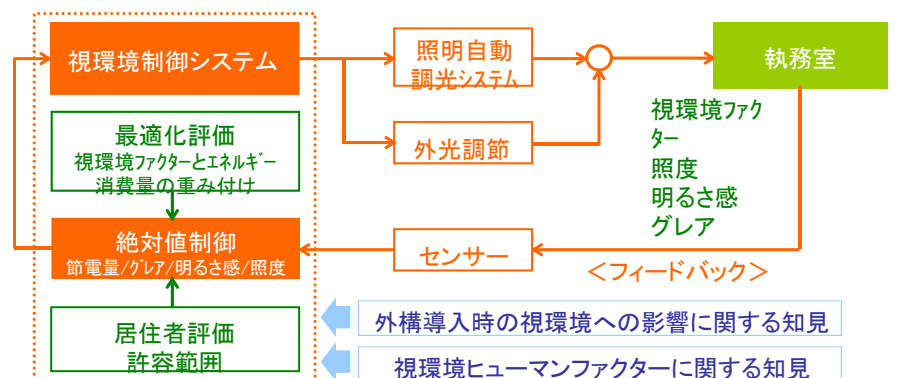 視環境制御システム
照明自動
調光システム
執務室
最適化評価
視環境ファクターとエネルギー
消費量の重み付け
外光調節
視環境ファク
ター
照度
明るさ感
グレア
絶対値制御
節電量/グレア/明るさ感/照度
センサー
＜フィードバック＞
居住者評価
許容範囲
外構導入時の視環境への影響に関する知見
視環境ヒューマンファクターに関する知見